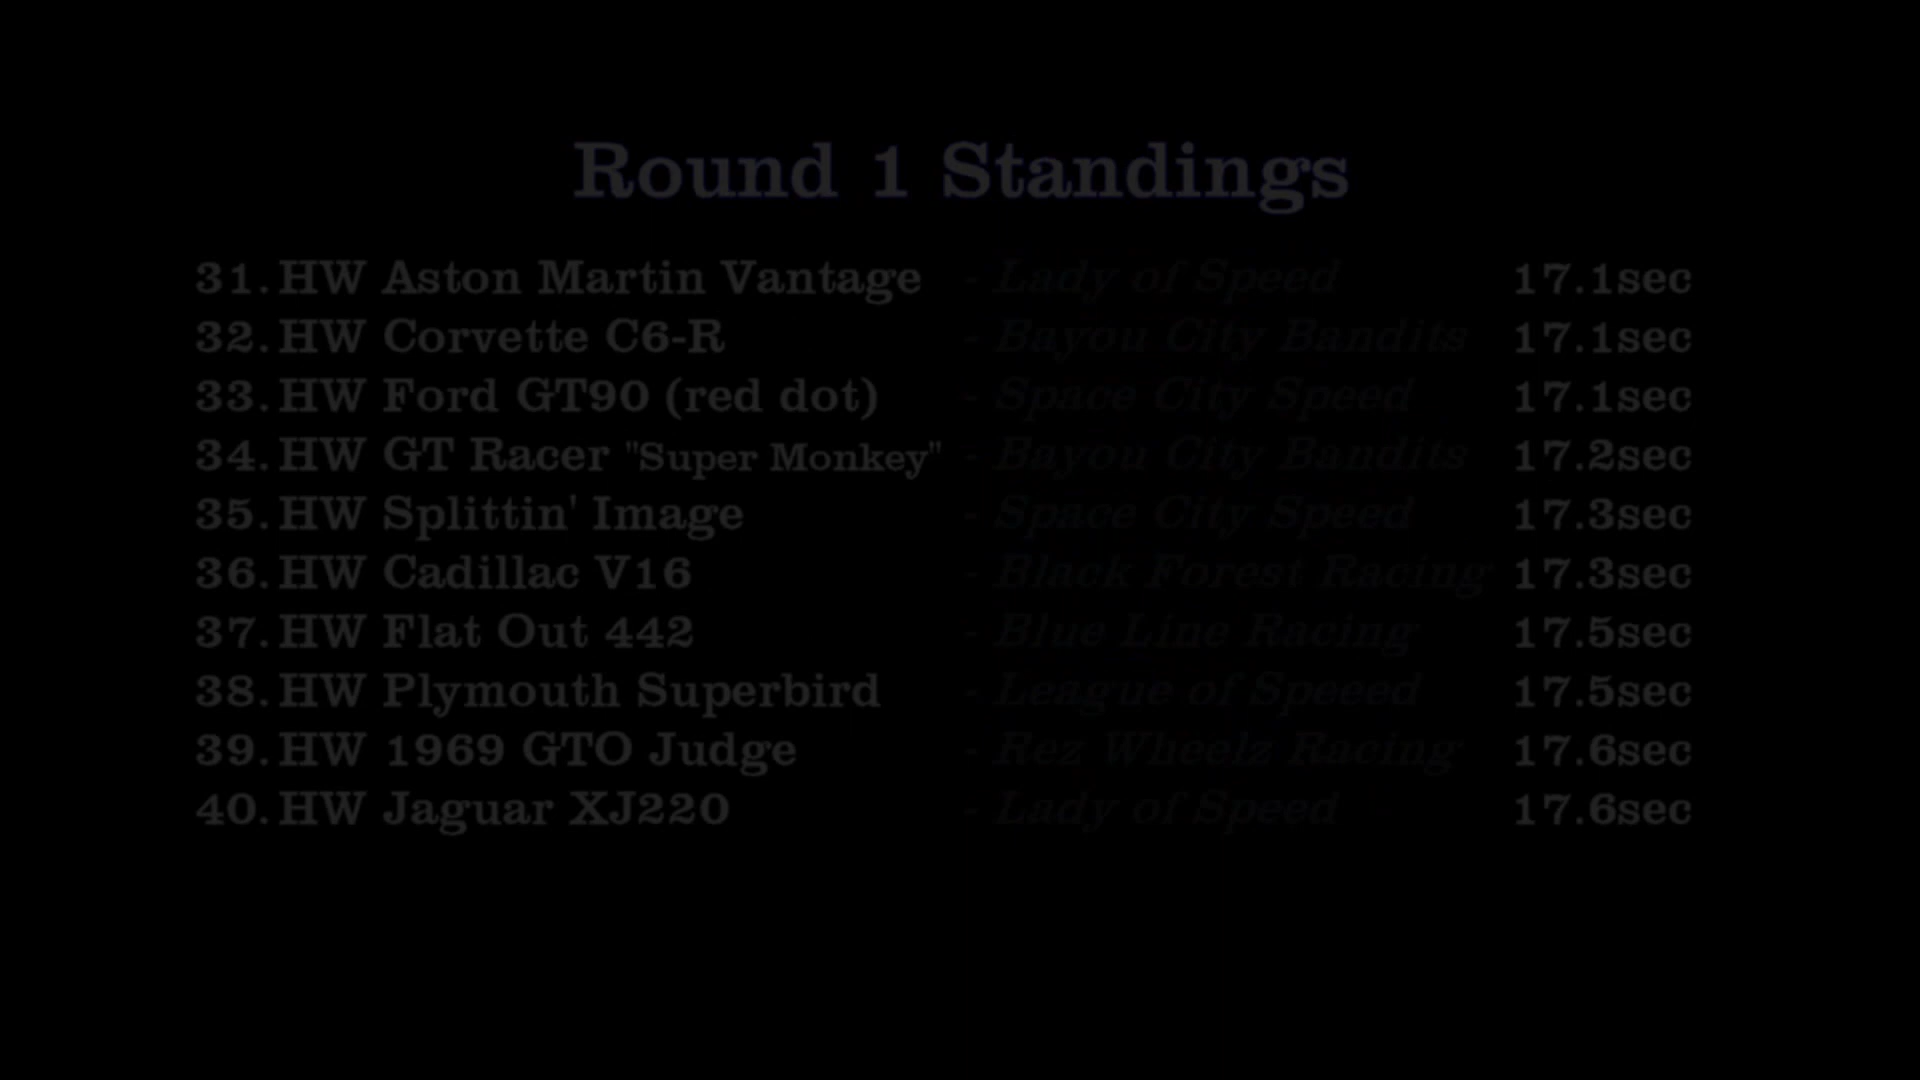 Round 1 Standings
31. HW Aston Martin Vantage - Lady of Speed 17.1sec
32. HW Corvette C6-R - Bayou City Bandits 17.1sec
33. HW Ford GT90 (red dot) - Space City Speed 17.1sec
34. HW GT Racer "Super Monkey" - Bayou City Bandits 17.2sec
35. HW Splittin' Image - Space City Speed 17.3sec
36. HW Cadillac V16 - Black Forest Racing 17.3sec
37. HW Flat Out 442 - Blue Line Racing 17.5sec
38. HW Plymouth Superbird - League of Speeed 17.5sec
39. HW 1969 GTO Judge - Rez Wheelz Racing 17.6sec
40. HW Jaguar XJ220 - Lady of Speed 17.6sec